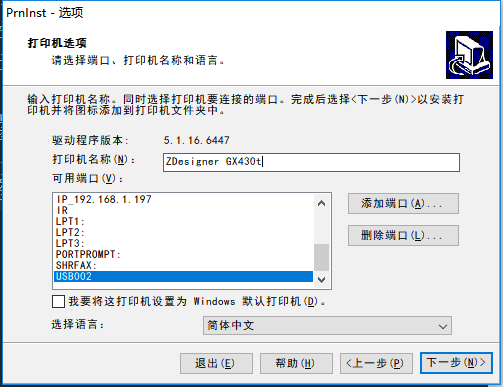 PrnInst - 选项
打印机选项
请选择端口、打印机名称和语言。
输入打印机名称。同时选择打印机要连接的端口。完成后选择<下一步(N)>以安装打
印机并将图标添加到打印机文件夹中。
驱动程序版本: 5.1.16.6447
打印机名称(N): ZDesigner GX430t
可用端口(V):
IP_192.168.1.197
IR
LPT1:
LPT2:
LPT3:
PORTPROMPT:
SHRFAX:
USB002
添加端口(A)...
删除端口(L)...
我要将这打印机设置为 Windows 默认打印机(D)。
选择语言: 简体中文
退出(E) 帮助(H) <上一步(P) 下一步(N)>